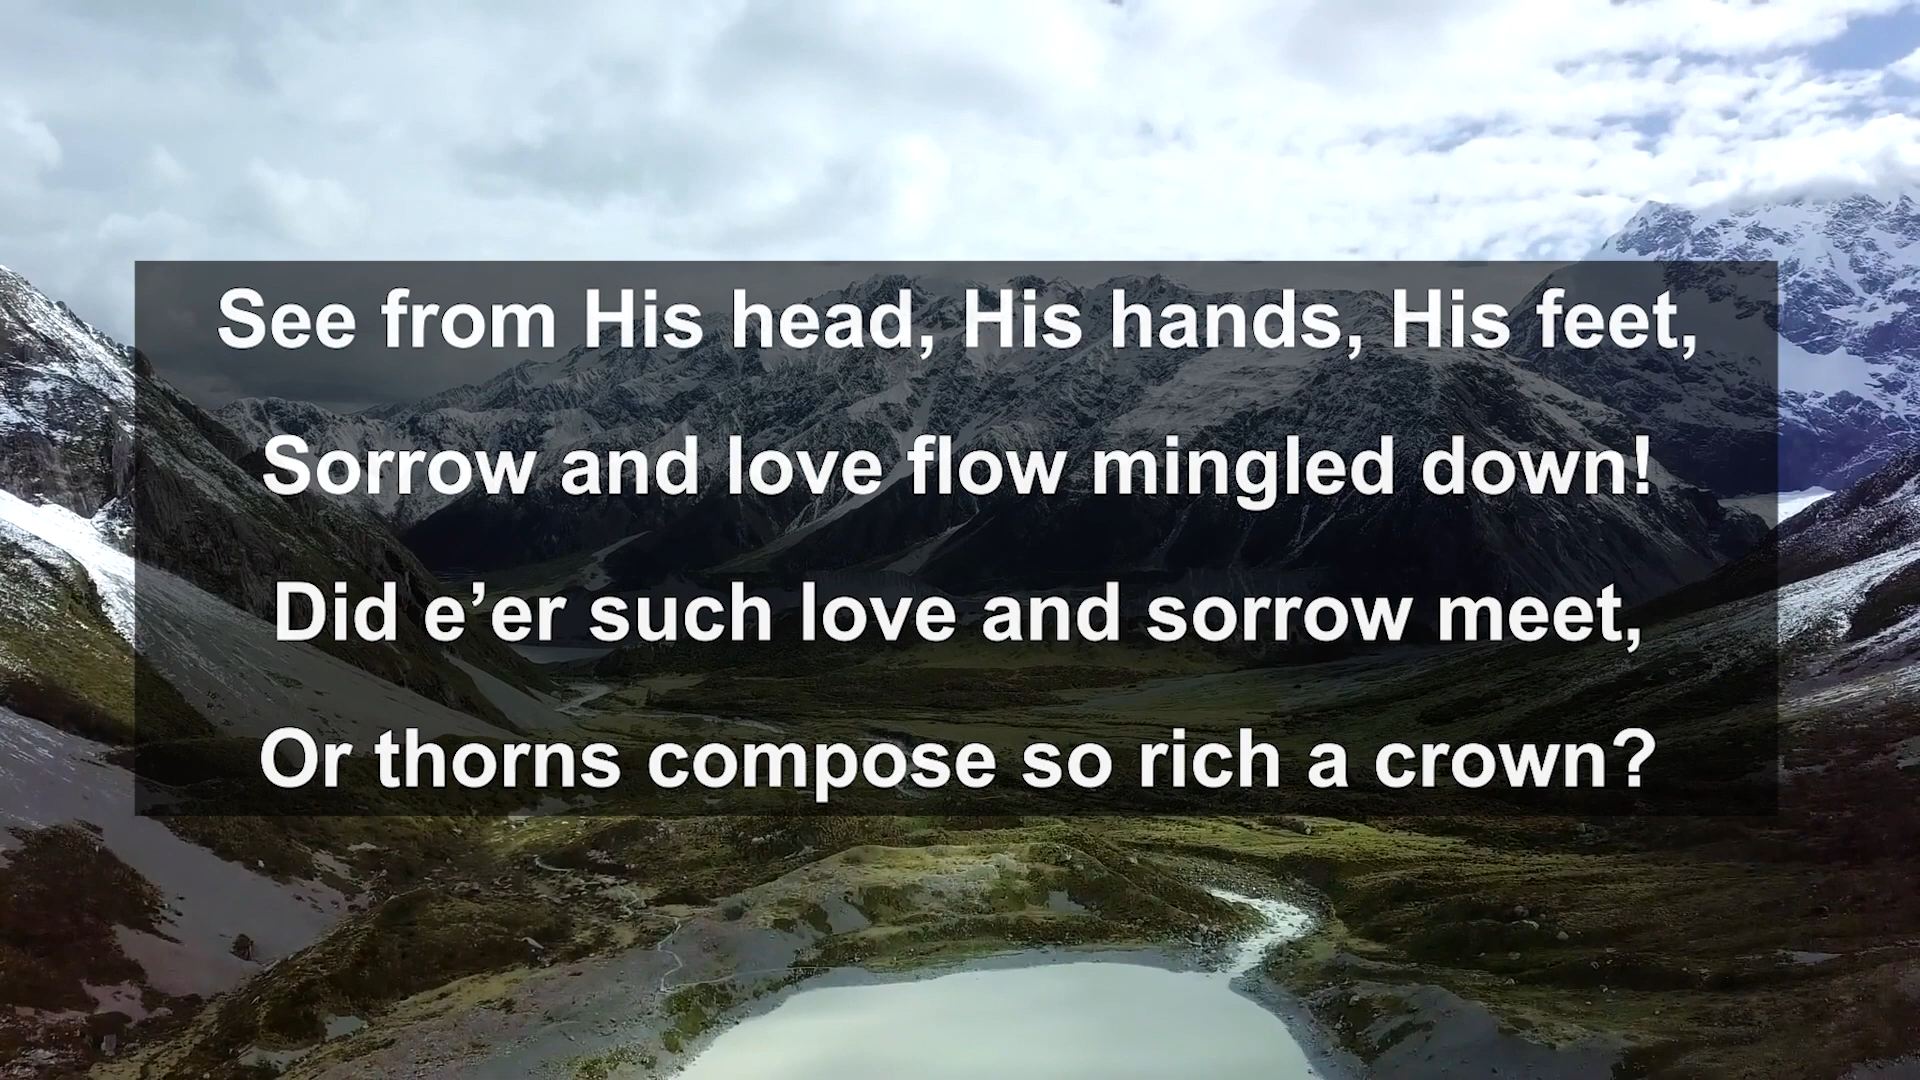 See from His head, His hands, His feet,
Sorrow and love flow mingled down!
Did e’er such love and sorrow meet,
Or thorns compose so rich a crown?